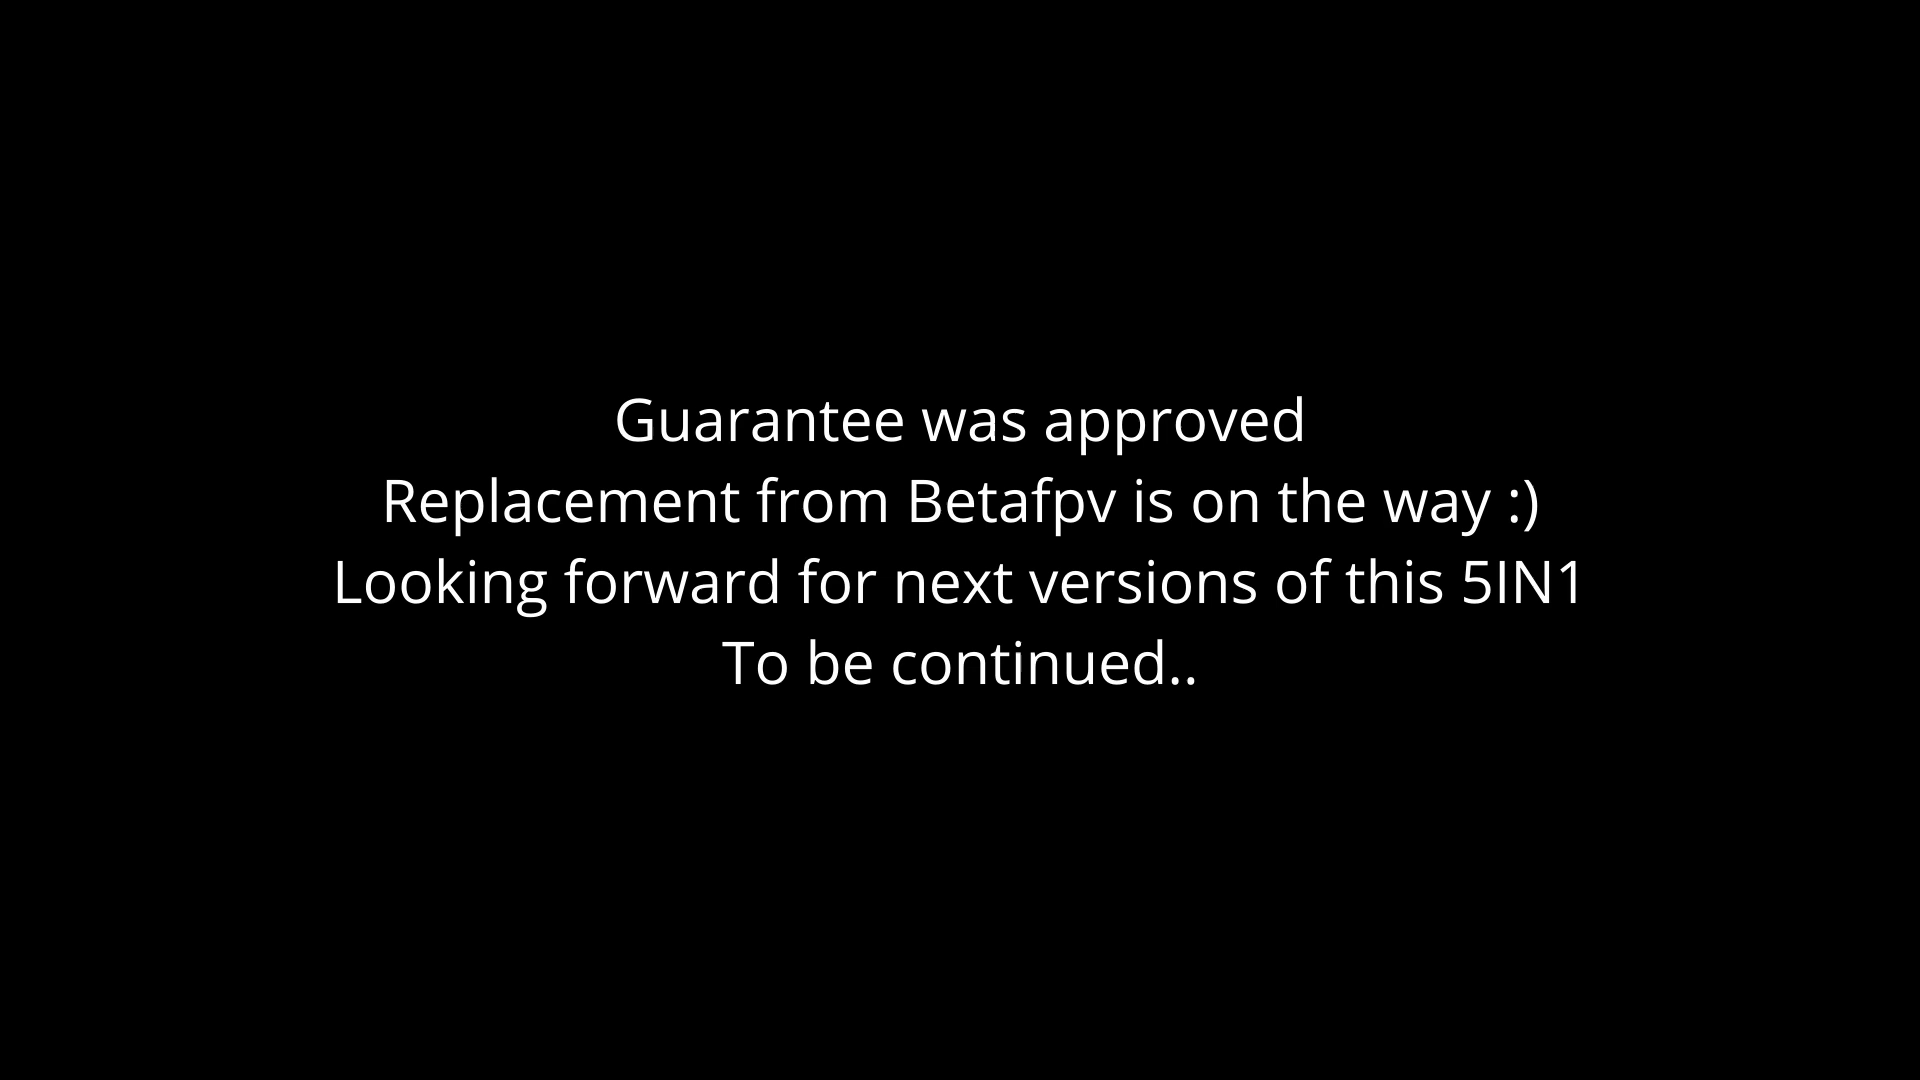 Guarantee was approved
Replacement from Betafpv is on the way :)
Looking forward for next versions of this 5IN1
To be continued..